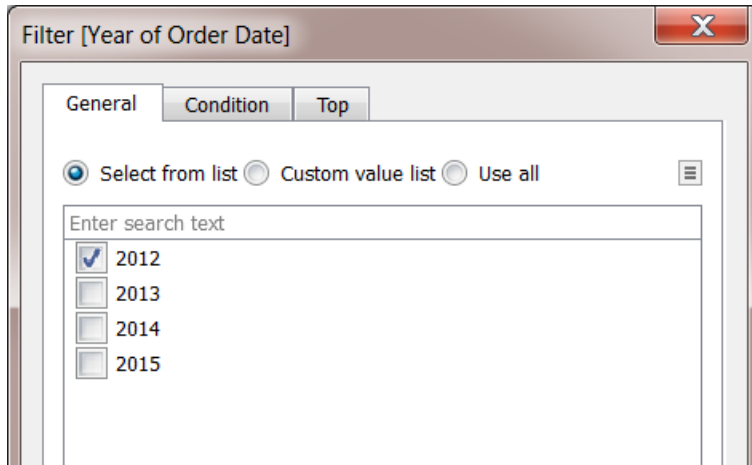 Filter [Year of Order Date]
X
General Condition Top
Select from list Custom value list Use all
Enter search text
2012
2013
2014
2015